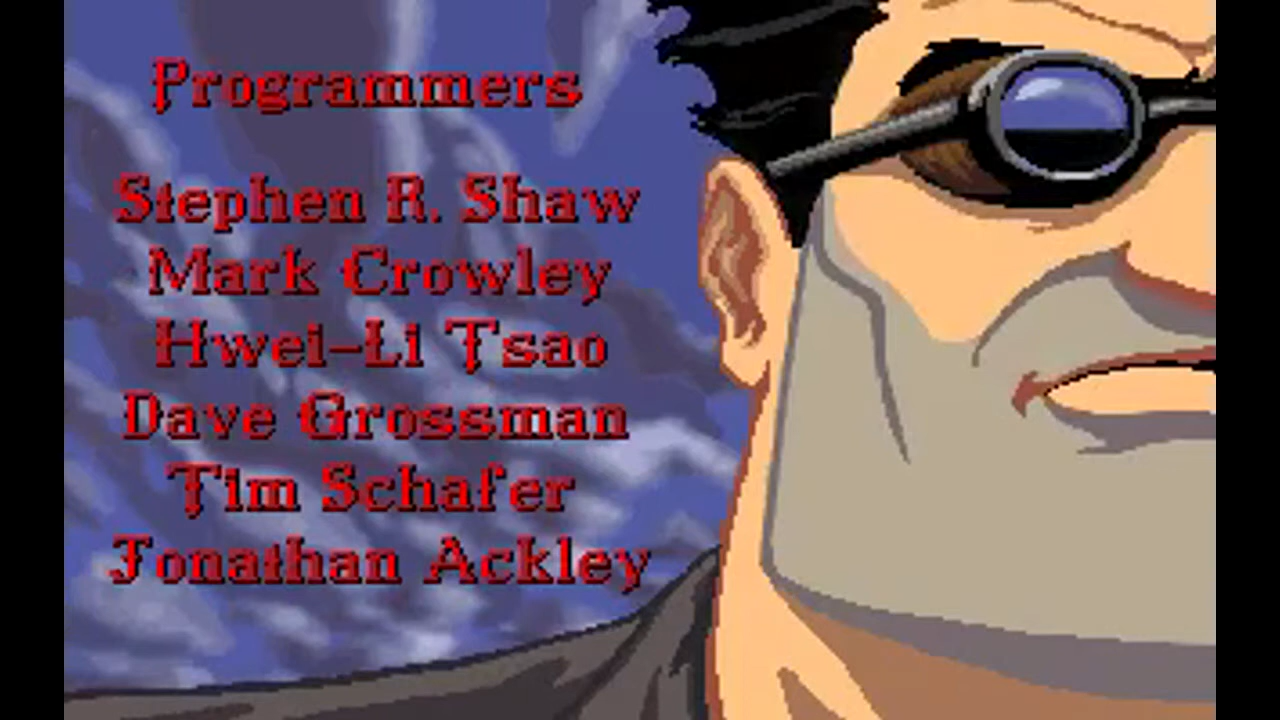 Programmers
Stephen R. Shaw
Mark Crowley
Hwei-Li Tsao
Dave Grossman
Tim Schafer
Jonathan Ackley